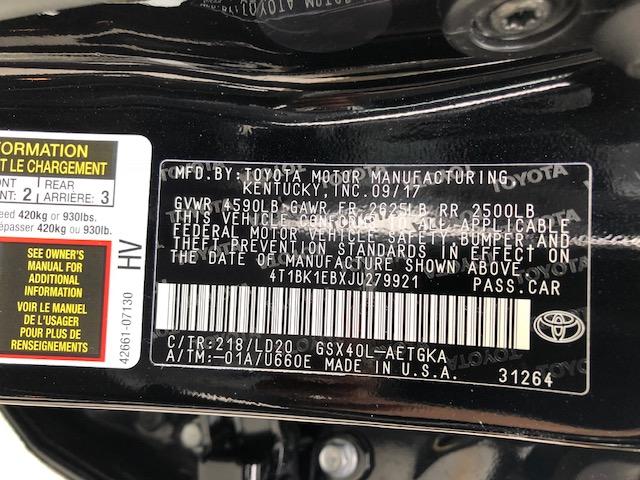 FORMATION
T LE CHARGEMENT
ONT
NT: 2
REAR
ARRIÈRE: 3
eed 420kg or 930lbs.
épasser 420kg ou 930lb.
SEE OWNER'S
MANUAL FOR
ADDITIONAL
INFORMATION
VOIR LE MANUEL
DE L'USAGER
POUR PLUS DE
RENSEIGNEMENTS
HV
42661-07130
MFD.BY:TOYOTA MOTOR MANUFACTURING
KENTUCKY, INC.09/17
GVWR 4590LB GAWR FR 2625LB RR 2500LB
THIS VEHICLE CONFORMS TO ALL APPLICABLE
FEDERAL MOTOR VEHICLE SAFETY,BUMPER,AND
THEFT PREVENTION STANDARDS IN EFFECT ON
THE DATE OF MANUFACTURE SHOWN ABOVE
4T1BK1EBXJU279921
PASS.CAR
C/TR:218/LD20 GSX40L-AETGKA
A/TM:-01A/U660E MADE IN U.S.A.
31264
TOYOTA